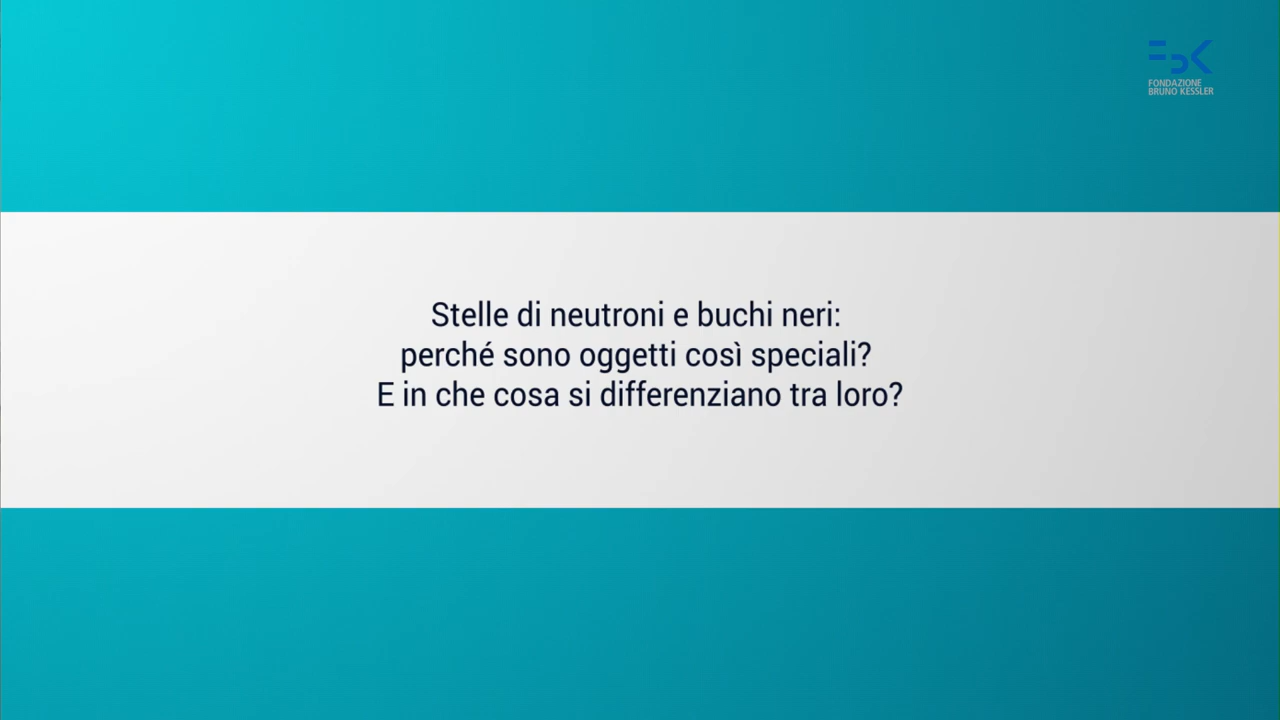 FONDAZIONE
BRUNO KESSLER
Stelle di neutroni e buchi neri:
perché sono oggetti così speciali?
E in che cosa si differenziano tra loro?